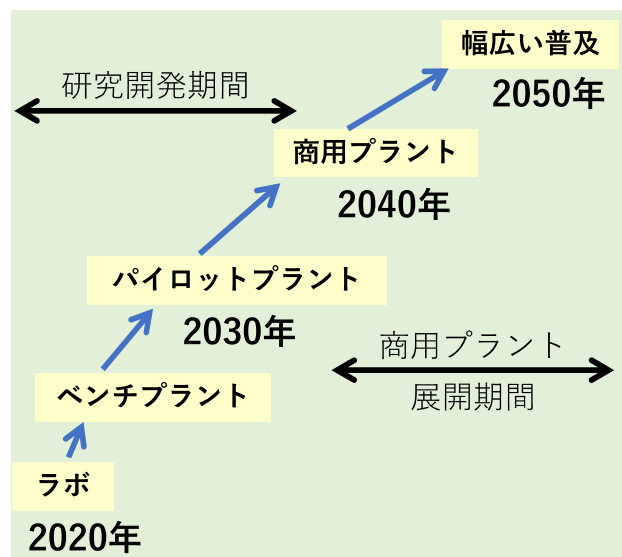 幅広い普及
2050年
研究開発期間
商用プラント
2040年
パイロットプラント
2030年
商用プラント
展開期間
ベンチプラント
ラボ
2020年